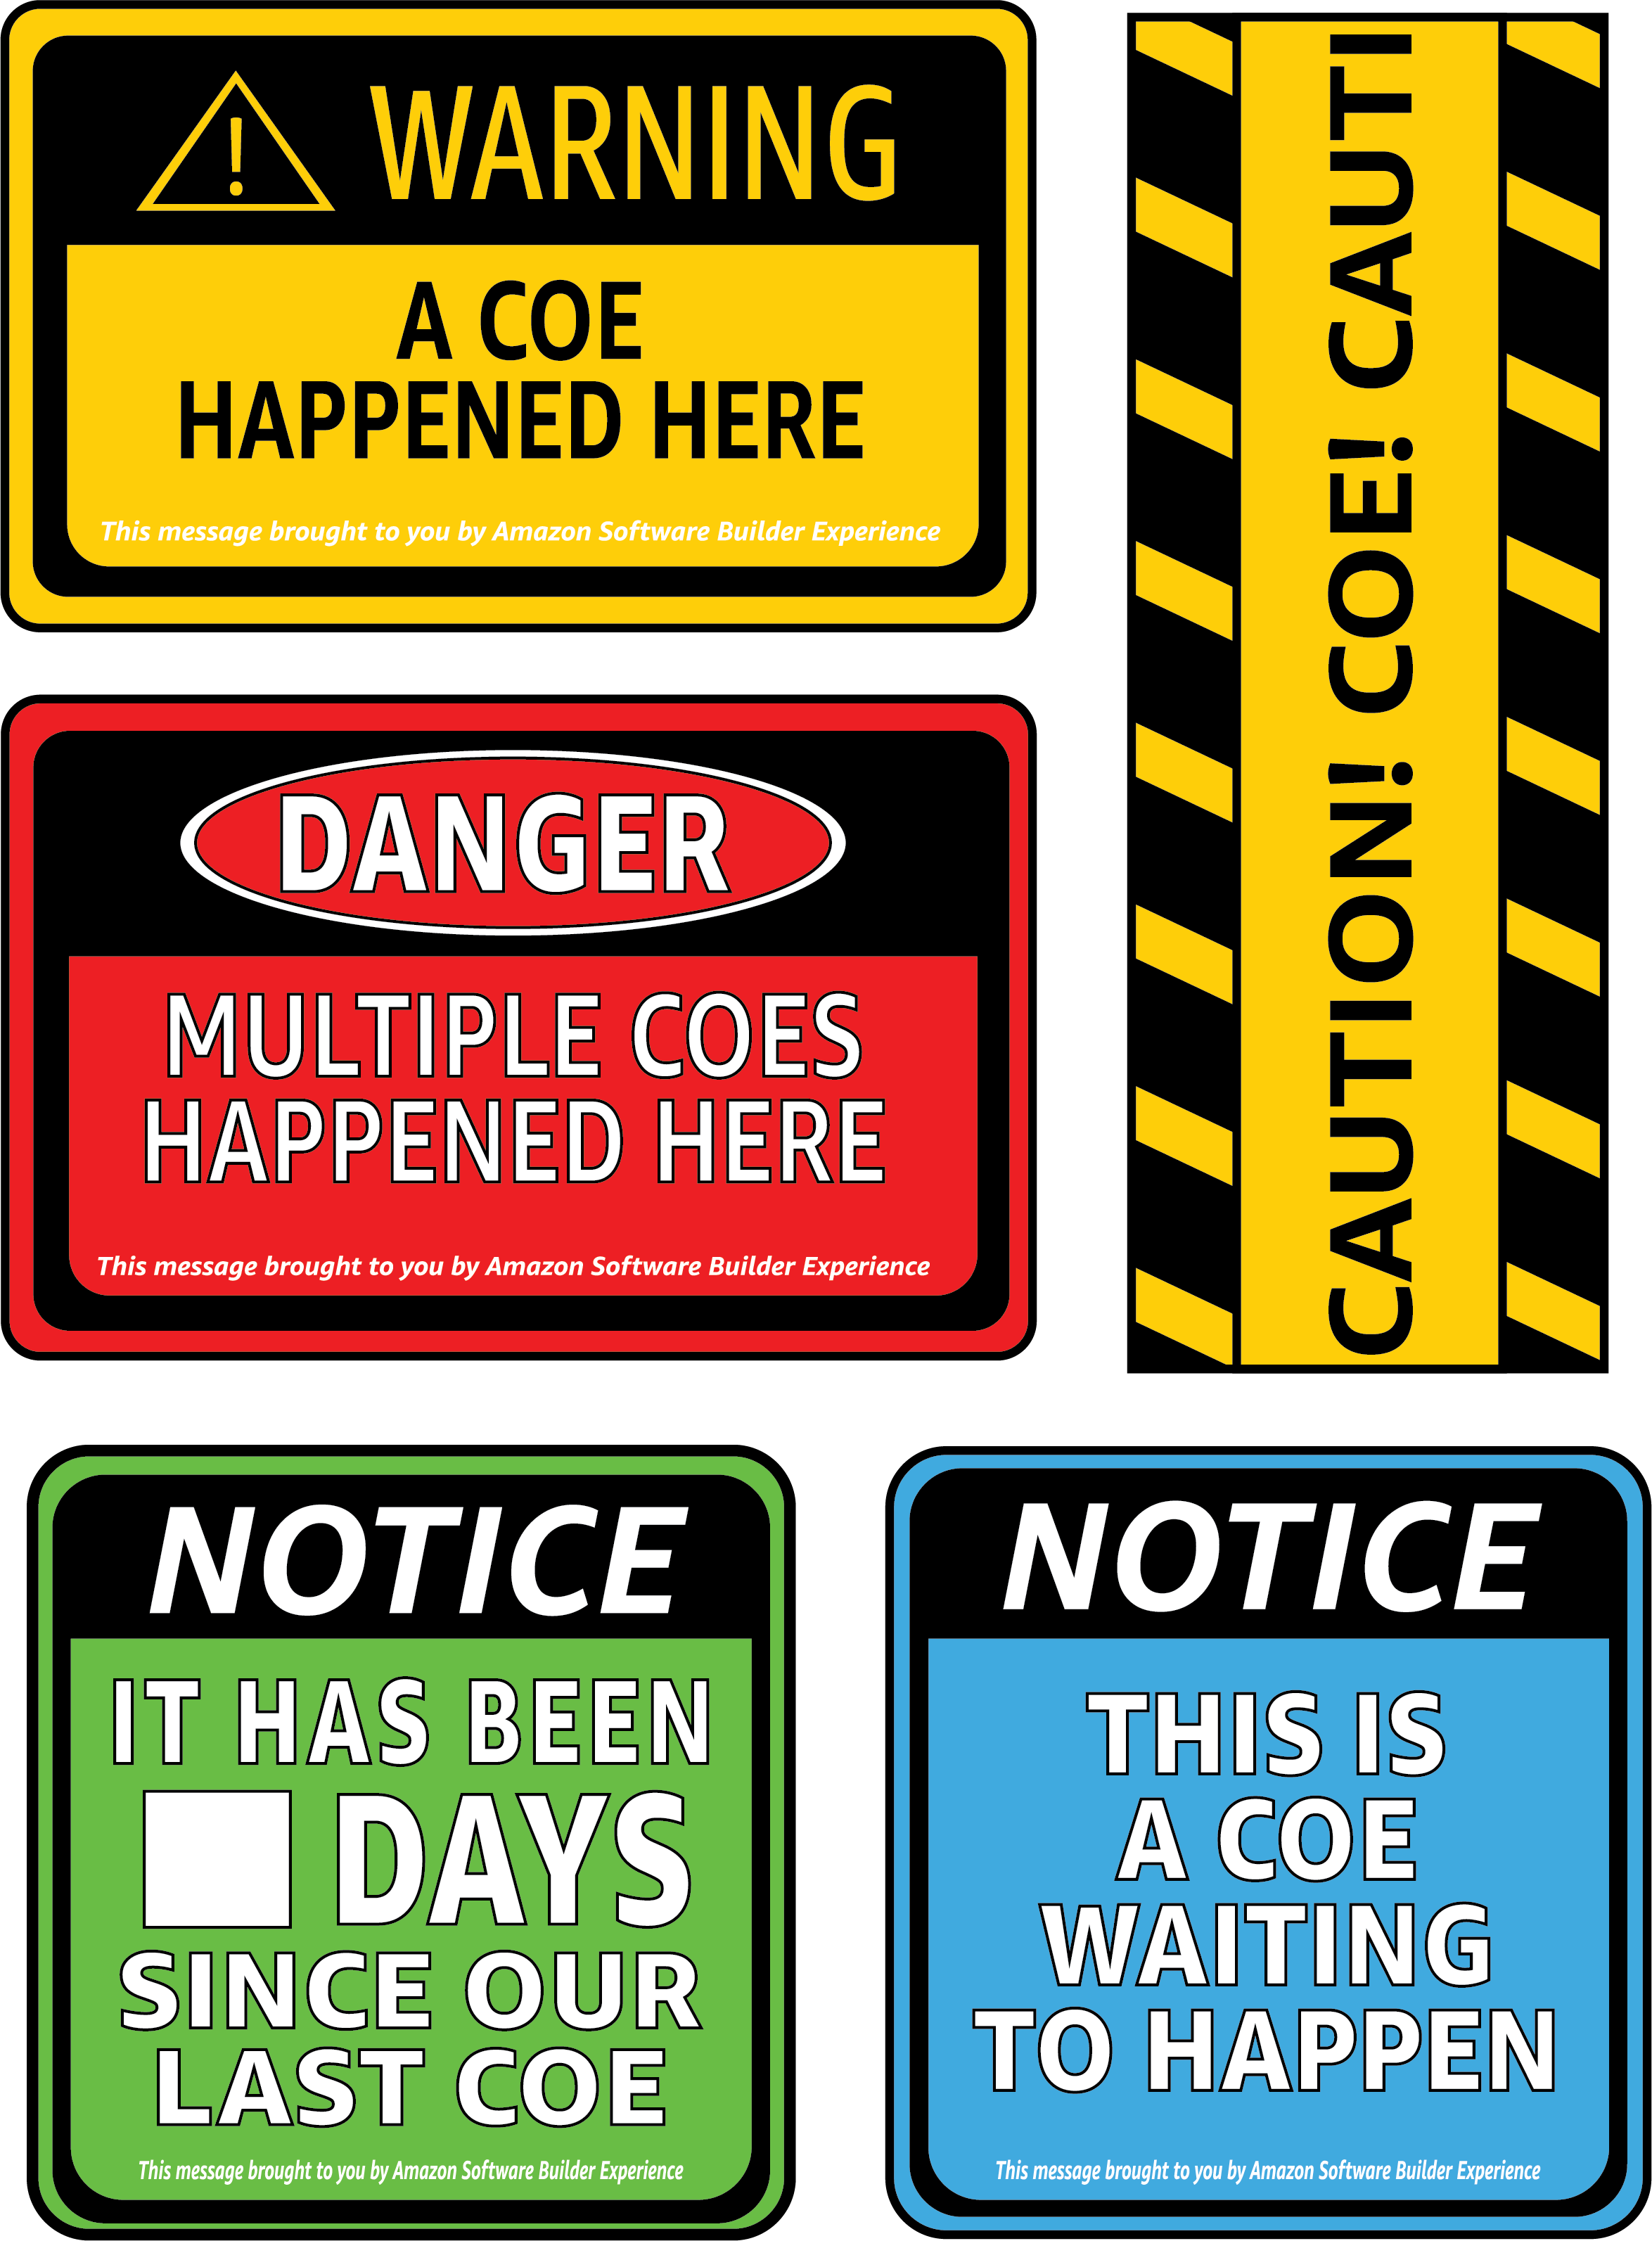 WARNING
A COE
HAPPENED HERE
This message brought to you by Amazon Software Builder Experience
CAUTION! COE! CAUTI
DANGER
MULTIPLE COES
HAPPENED HERE
This message brought to you by Amazon Software Builder Experience
NOTICE
IT HAS BEEN
DAYS
SINCE OUR
LAST COE
This message brought to you by Amazon Software Builder Experience
NOTICE
THIS IS
A COE
WAITING
TO HAPPEN
This message brought to you by Amazon Software Builder Experience